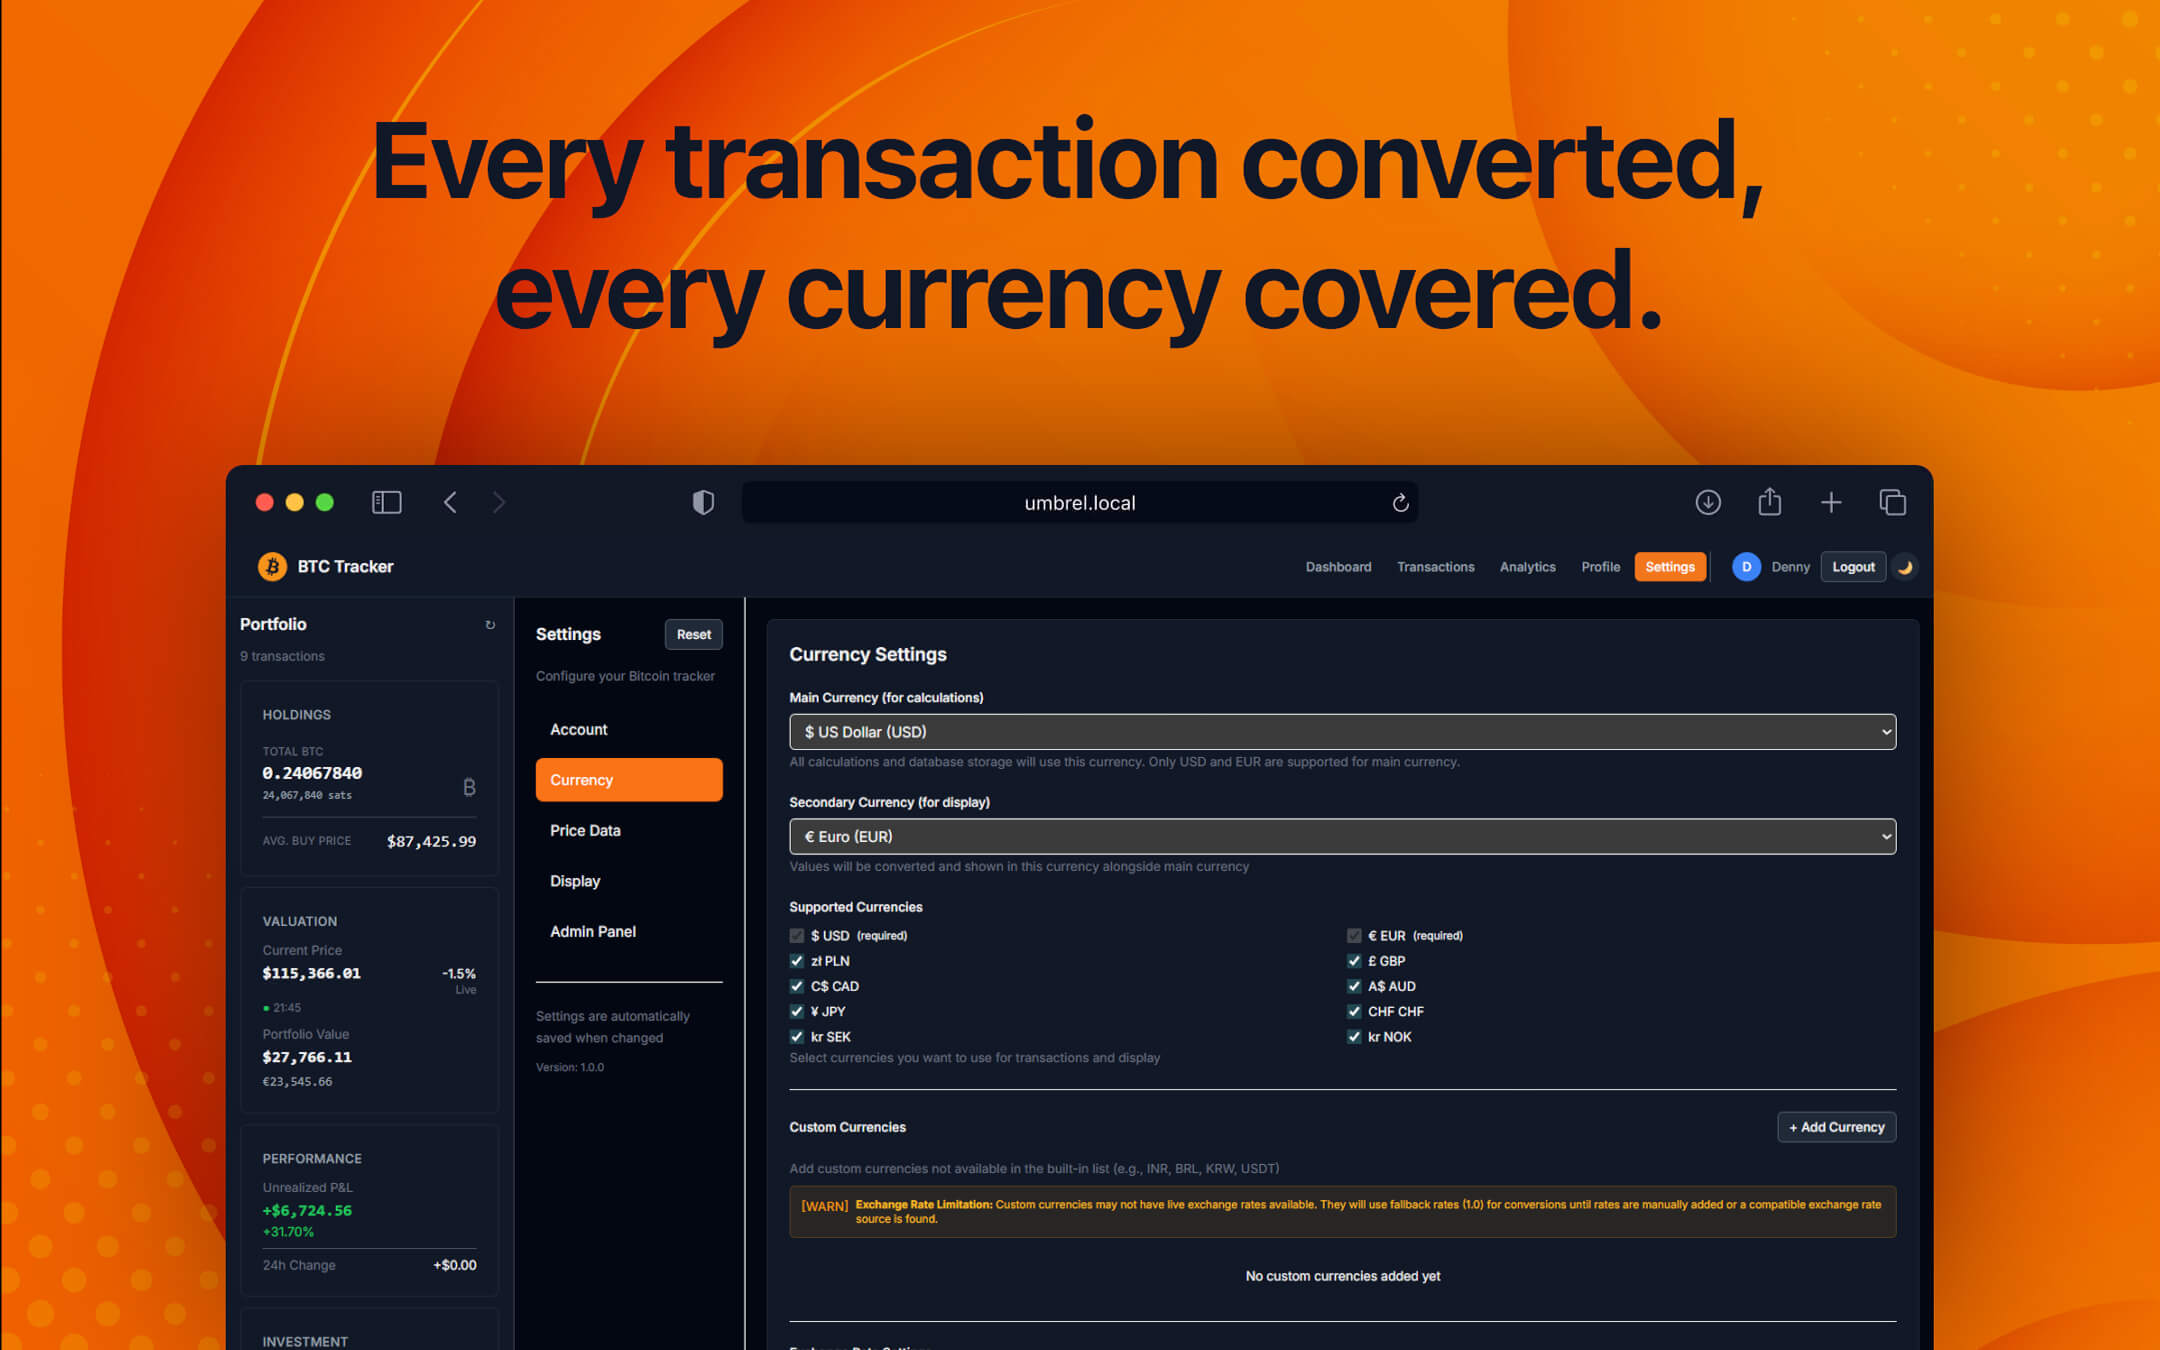 Every transaction converted,
every currency covered.
umbrel.local
BTC Tracker
Dashboard
Transactions
Analytics
Profile
Settings
D
Denny
Logout
Portfolio
9 transactions
HOLDINGS
TOTAL BTC
0.24067840
24,067,840 sats
AVG. BUY PRICE
$87,425.99
VALUATION
Current Price
$115,366.01
-1.5%
Live
21:45
Portfolio Value
$27,766.11
€23,545.66
PERFORMANCE
Unrealized P&L
+$6,724.56
+31.70%
24h Change
+$0.00
INVESTMENT
Settings
Reset
Configure your Bitcoin tracker
Account
Currency
Price Data
Display
Admin Panel
Settings are automatically
saved when changed
Version: 1.0.0
Currency Settings
Main Currency (for calculations)
$ US Dollar (USD)
All calculations and database storage will use this currency. Only USD and EUR are supported for main currency.
Secondary Currency (for display)
€ Euro (EUR)
Values will be converted and shown in this currency alongside main currency
Supported Currencies
$ USD (required)
€ EUR (required)
zł PLN
£ GBP
C$ CAD
A$ AUD
¥ JPY
CHF CHF
kr SEK
kr NOK
Select currencies you want to use for transactions and display
Custom Currencies
+ Add Currency
Add custom currencies not available in the built-in list (e.g., INR, BRL, KRW, USDT)
[WARN] Exchange Rate Limitation: Custom currencies may not have live exchange rates available. They will use fallback rates (1.0) for conversions until rates are manually added or a compatible exchange rate
source is found.
No custom currencies added yet